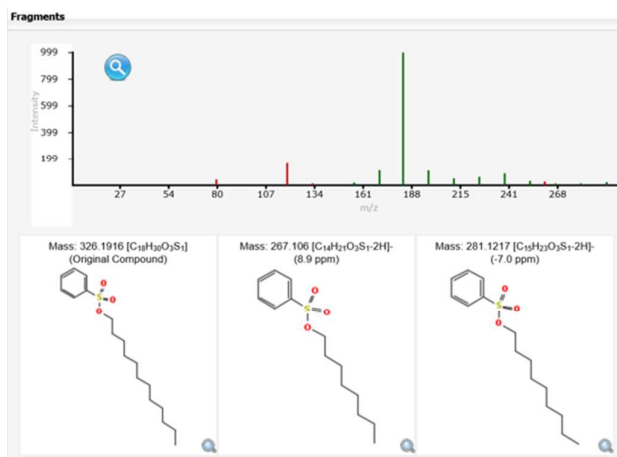 Fragments
999
799
599
399
199
Intensity
27 54 80 107 134 161 188 215 241 268
m/z
Mass: 326.1916 [C₁₈H₃₀O₃S₁]
(Original Compound)
Mass: 267.106 [C₁₄H₂₁O₃S₁-2H]-
(8.9 ppm)
Mass: 281.1217 [C₁₅H₂₃O₃S₁-2H]-
(-7.0 ppm)
O
S O
O
O
S O
O
O
S O
O